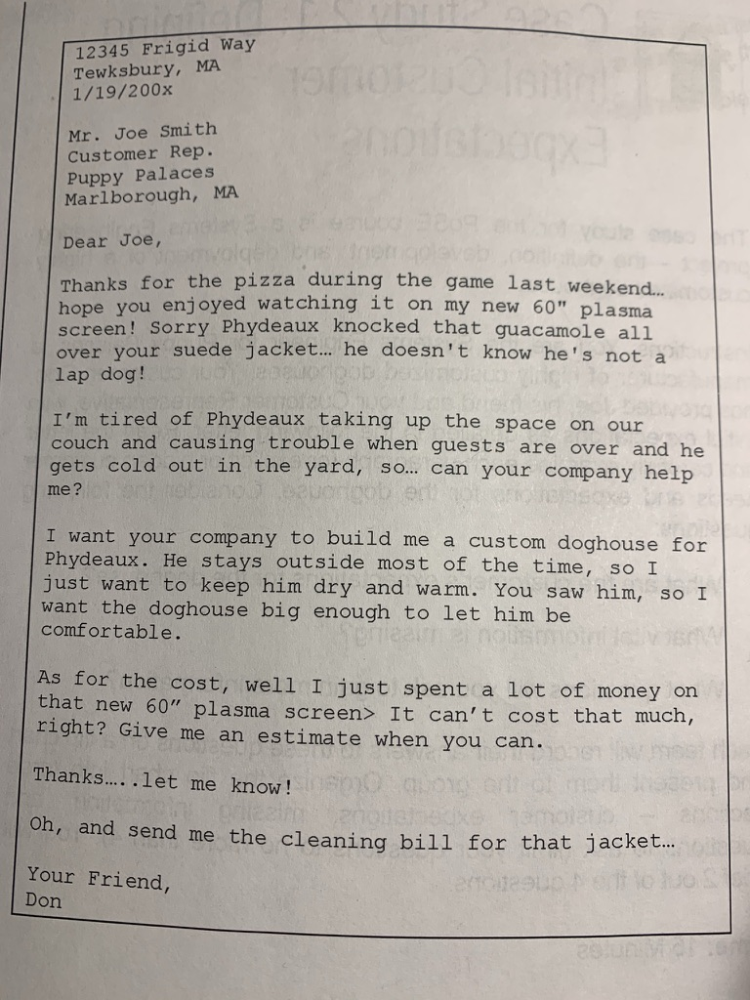 12345 Frigid Way
Tewksbury, MA
1/19/200x
Mr. Joe Smith
Customer Rep.
Puppy Palaces
Marlborough, MA
Dear Joe,
Thanks for the pizza during the game last weekend…
hope you enjoyed watching it on my new 60" plasma
screen! Sorry Phydeaux knocked that guacamole all
over your suede jacket… he doesn't know he's not a
lap dog!
I'm tired of Phydeaux taking up the space on our
couch and causing trouble when guests are over and he
gets cold out in the yard, so… can your company help
me?
I want your company to build me a custom doghouse for
Phydeaux. He stays outside most of the time, so I
just want to keep him dry and warm. You saw him, so I
want the doghouse big enough to let him be
comfortable.
As for the cost, well I just spent a lot of money on
that new 60" plasma screen> It can't cost that much,
right? Give me an estimate when you can.
Thanks…..let me know!
Oh, and send me the cleaning bill for that jacket…
Your Friend,
Don